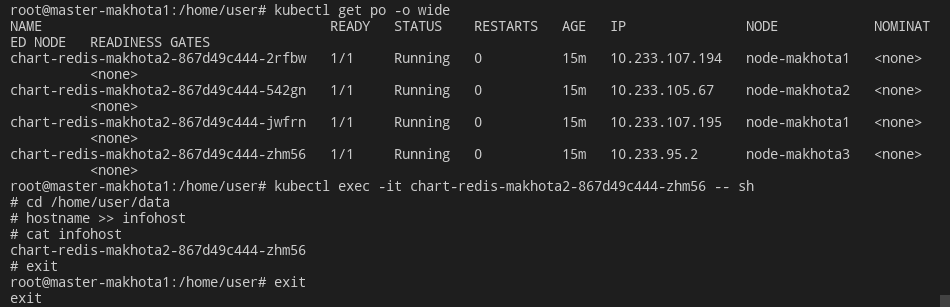 root@master-makhota1:/home/user# kubectl get po -o wide
NAME                                    READY   STATUS    RESTARTS   AGE   IP               NODE            NOMINAT
ED NODE   READINESS GATES
chart-redis-makhota2-867d49c444-2rfbw   1/1     Running   0          15m   10.233.107.194   node-makhota1   <none>
          <none>
chart-redis-makhota2-867d49c444-542gn   1/1     Running   0          15m   10.233.105.67    node-makhota2   <none>
          <none>
chart-redis-makhota2-867d49c444-jwfrn   1/1     Running   0          15m   10.233.107.195   node-makhota1   <none>
          <none>
chart-redis-makhota2-867d49c444-zhm56   1/1     Running   0          15m   10.233.95.2      node-makhota3   <none>
          <none>
root@master-makhota1:/home/user# kubectl exec -it chart-redis-makhota2-867d49c444-zhm56 -- sh
# cd /home/user/data
# hostname >> infohost
# cat infohost
chart-redis-makhota2-867d49c444-zhm56
# exit
root@master-makhota1:/home/user# exit
exit